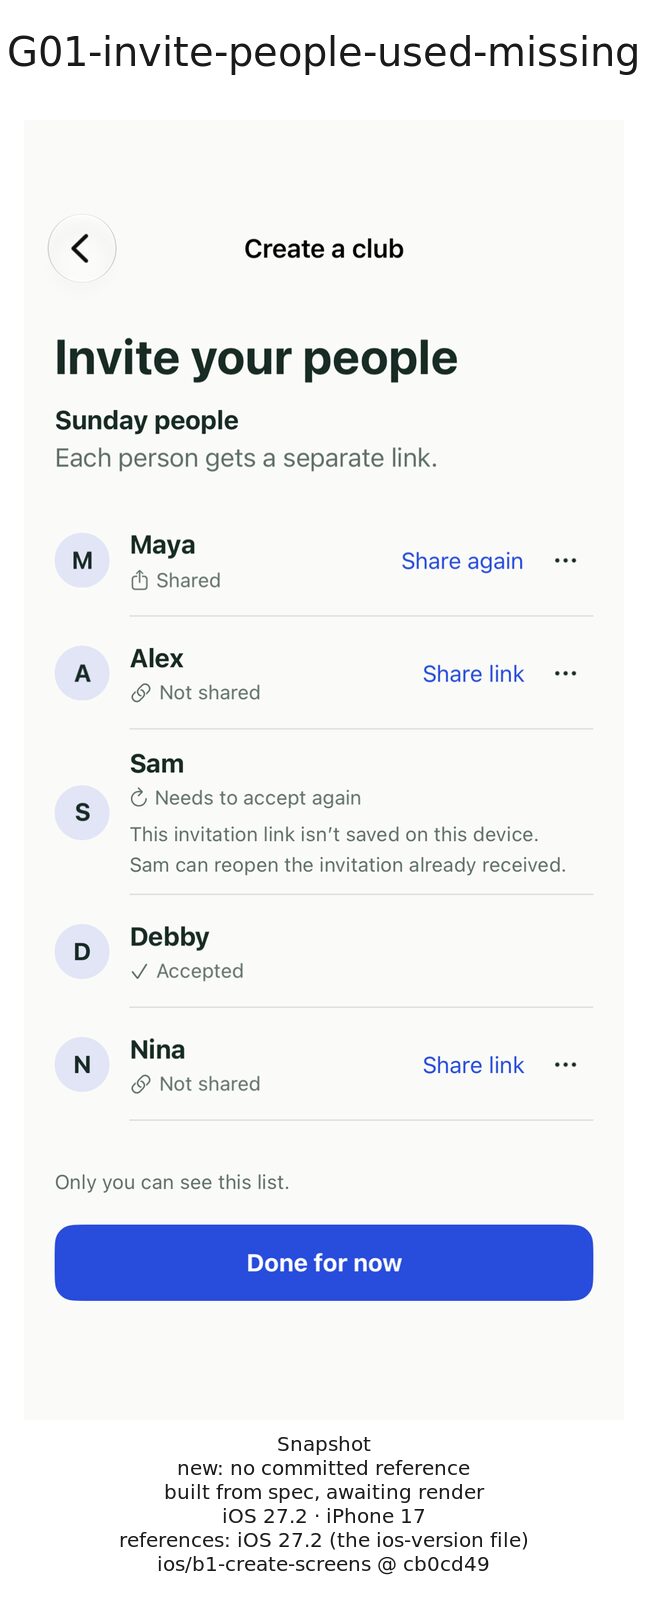 G01-invite-people-used-missing
Create a club
Invite your people
Sunday people
Each person gets a separate link.
M
Maya
Shared
Share again
A
Alex
Not shared
Share link
S
Sam
Needs to accept again
This invitation link isn’t saved on this device.
Sam can reopen the invitation already received.
D
Debby
Accepted
N
Nina
Not shared
Share link
Only you can see this list.
Done for now
Snapshot
new: no committed reference
built from spec, awaiting render
iOS 27.2 · iPhone 17
references: iOS 27.2 (the ios-version file)
ios/b1-create-screens @ cb0cd49